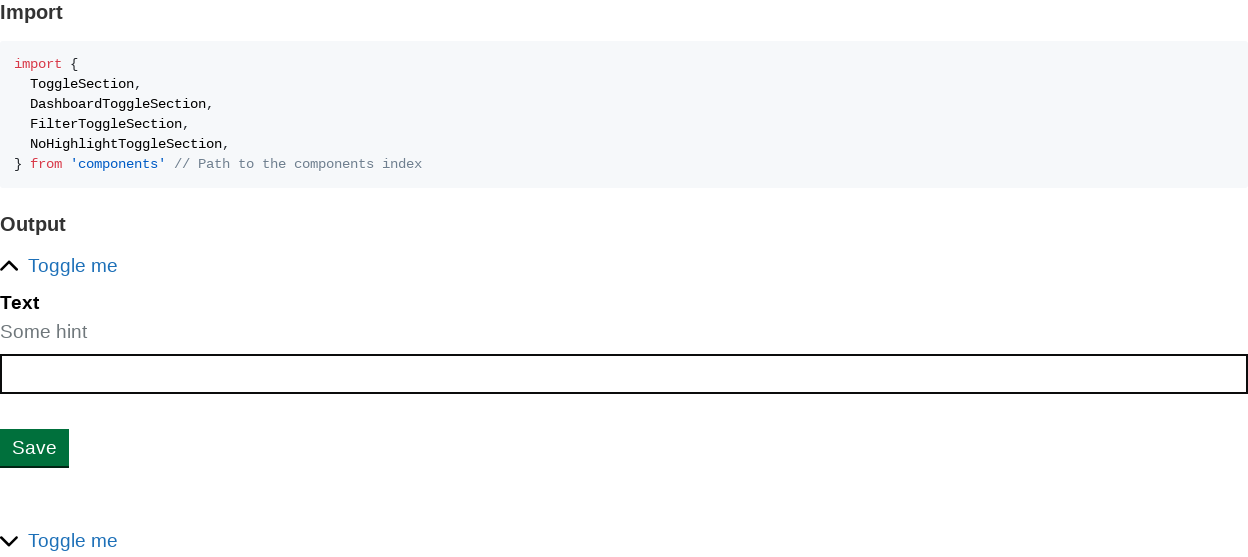 Import
import {
  ToggleSection,
  DashboardToggleSection,
  FilterToggleSection,
  NoHighlightToggleSection,
} from 'components' // Path to the components index
Output
Toggle me
Text
Some hint
Save
Toggle me